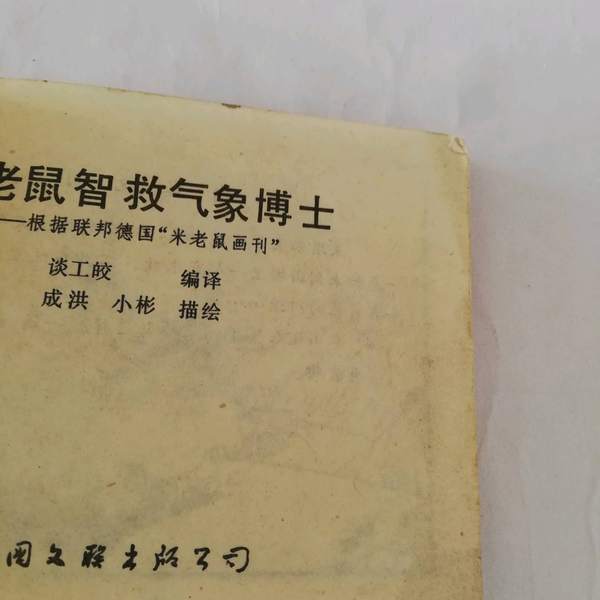 老鼠智救气象博士
——根据联邦德国“米老鼠画刊”
谈工皎 编译
成洪 小彬 描绘
国文联出版公司